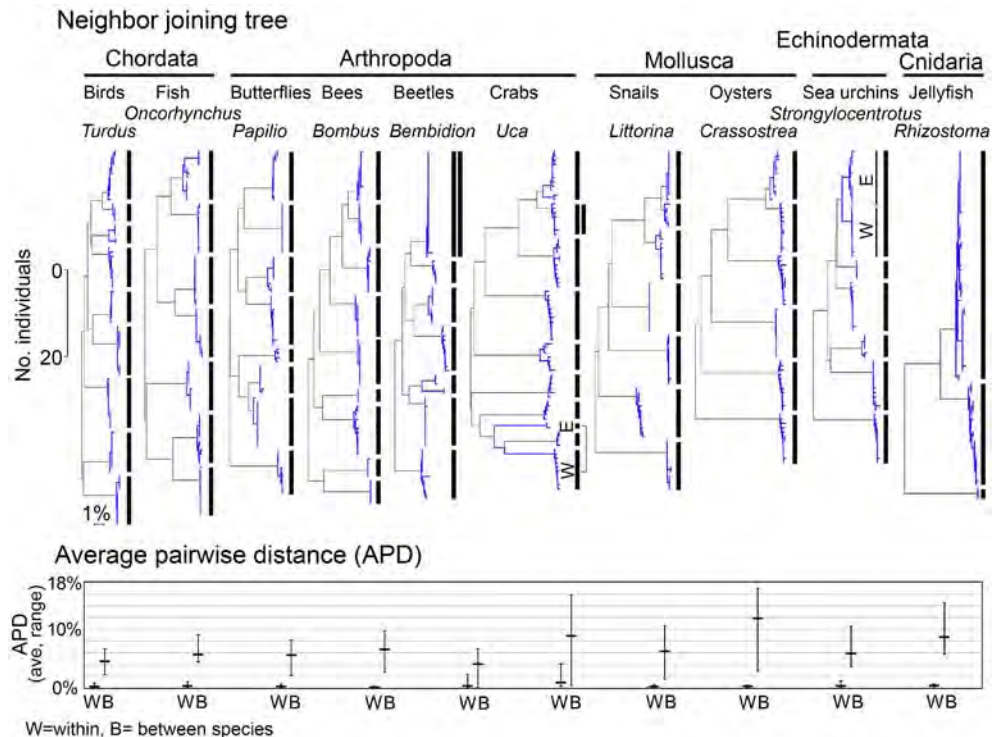 Neighbor joining tree
Echinodermata
Chordata Arthropoda Mollusca Cnidaria
Birds Fish Butterflies Bees Beetles Crabs Snails Oysters Sea urchins Jellyfish
Oncorhynchus Strongylocentrotus
Turdus Papilio Bombus Bembidion Uca Littorina Crassostrea Rhizostoma
E
W
0
No. individuals
20
E
W
1%
Average pairwise distance (APD)
18%
APD
(ave, range)
10%
0%
WB WB WB WB WB WB WB WB WB WB
W=within, B= between species